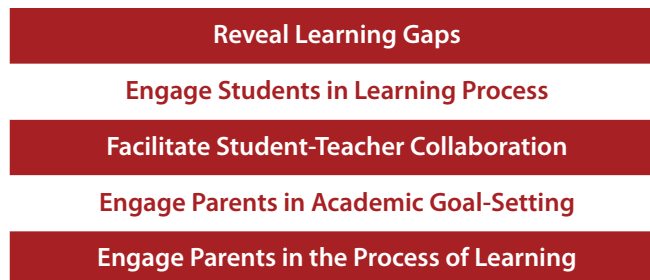 Reveal Learning Gaps
Engage Students in Learning Process
Facilitate Student-Teacher Collaboration
Engage Parents in Academic Goal-Setting
Engage Parents in the Process of Learning